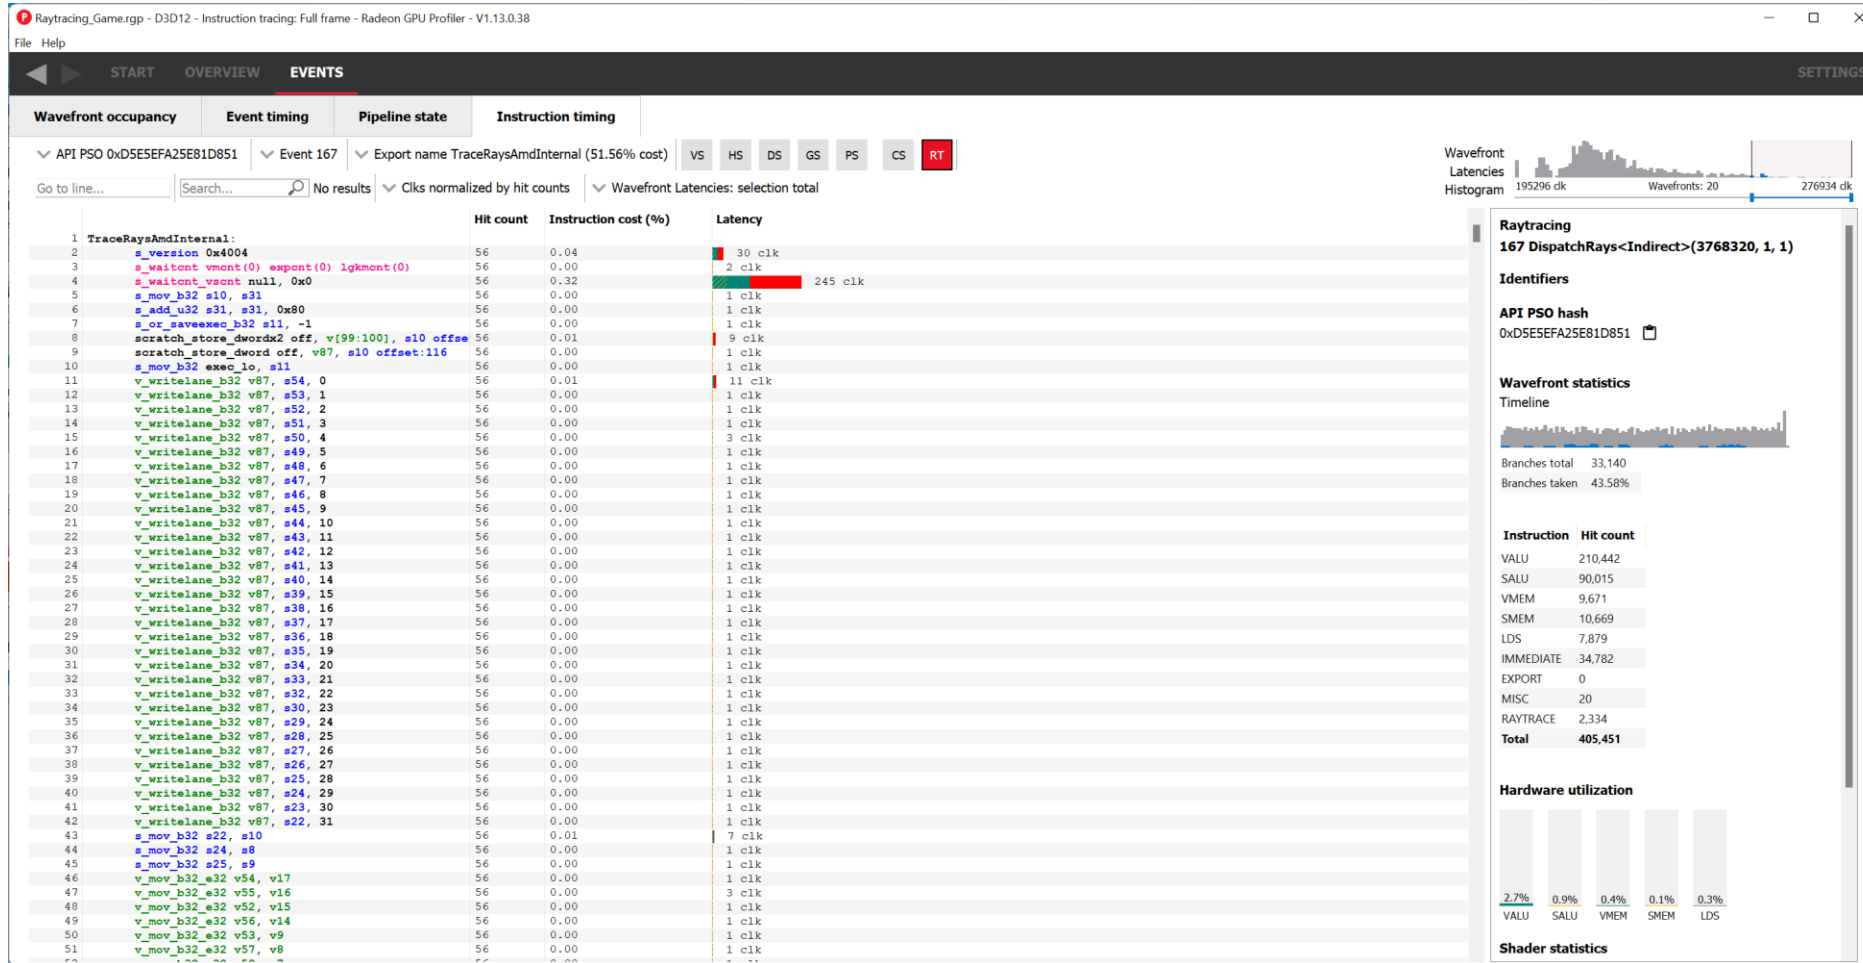 Raytracing_Game.rgp - D3D12 - Instruction tracing: Full frame - Radeon GPU Profiler - V1.13.0.38
File Help
START OVERVIEW EVENTS SETTINGS
Wavefront occupancy Event timing Pipeline state Instruction timing
API PSO 0xD5E5EFA25E81D851 Event 167 Export name TraceRaysAmdInternal (51.56% cost) VS HS DS GS PS CS RT
Go to line... Search... No results Clks normalized by hit counts Wavefront Latencies: selection total
Wavefront
Latencies
Histogram
195296 clk Wavefronts: 20 276934 clk
Hit count Instruction cost (%) Latency
1 TraceRaysAmdInternal:
2 s_version 0x4004 56 0.04 30 clk
3 s_waitcnt vmcnt(0) expcnt(0) lgkmcnt(0) 56 0.00 2 clk
4 s_waitcnt_vscnt null, 0x0 56 0.32 245 clk
5 s_mov_b32 s10, s31 56 0.00 1 clk
6 s_add_u32 s31, s31, 0x80 56 0.00 1 clk
7 s_or_saveexec_b32 s11, -1 56 0.00 1 clk
8 scratch_store_dwordx2 off, v[99:100], s10 offse 56 0.01 9 clk
9 scratch_store_dword off, v87, s10 offset:116 56 0.00 1 clk
10 s_mov_b32 exec_lo, s11 56 0.00 1 clk
11 v_writelane_b32 v87, s54, 0 56 0.01 11 clk
12 v_writelane_b32 v87, s53, 1 56 0.00 1 clk
13 v_writelane_b32 v87, s52, 2 56 0.00 1 clk
14 v_writelane_b32 v87, s51, 3 56 0.00 1 clk
15 v_writelane_b32 v87, s50, 4 56 0.00 3 clk
16 v_writelane_b32 v87, s49, 5 56 0.00 1 clk
17 v_writelane_b32 v87, s48, 6 56 0.00 1 clk
18 v_writelane_b32 v87, s47, 7 56 0.00 1 clk
19 v_writelane_b32 v87, s46, 8 56 0.00 1 clk
20 v_writelane_b32 v87, s45, 9 56 0.00 1 clk
21 v_writelane_b32 v87, s44, 10 56 0.00 1 clk
22 v_writelane_b32 v87, s43, 11 56 0.00 1 clk
23 v_writelane_b32 v87, s42, 12 56 0.00 1 clk
24 v_writelane_b32 v87, s41, 13 56 0.00 1 clk
25 v_writelane_b32 v87, s40, 14 56 0.00 1 clk
26 v_writelane_b32 v87, s39, 15 56 0.00 1 clk
27 v_writelane_b32 v87, s38, 16 56 0.00 1 clk
28 v_writelane_b32 v87, s37, 17 56 0.00 1 clk
29 v_writelane_b32 v87, s36, 18 56 0.00 1 clk
30 v_writelane_b32 v87, s35, 19 56 0.00 1 clk
31 v_writelane_b32 v87, s34, 20 56 0.00 1 clk
32 v_writelane_b32 v87, s33, 21 56 0.00 1 clk
33 v_writelane_b32 v87, s32, 22 56 0.00 1 clk
34 v_writelane_b32 v87, s30, 23 56 0.00 1 clk
35 v_writelane_b32 v87, s29, 24 56 0.00 1 clk
36 v_writelane_b32 v87, s28, 25 56 0.00 1 clk
37 v_writelane_b32 v87, s27, 26 56 0.00 1 clk
38 v_writelane_b32 v87, s26, 27 56 0.00 1 clk
39 v_writelane_b32 v87, s25, 28 56 0.00 1 clk
40 v_writelane_b32 v87, s24, 29 56 0.00 1 clk
41 v_writelane_b32 v87, s23, 30 56 0.00 1 clk
42 v_writelane_b32 v87, s22, 31 56 0.00 1 clk
43 s_mov_b32 s22, s10 56 0.01 7 clk
44 s_mov_b32 s24, s8 56 0.00 1 clk
45 s_mov_b32 s25, s9 56 0.00 1 clk
46 v_mov_b32_e32 v54, v17 56 0.00 1 clk
47 v_mov_b32_e32 v55, v16 56 0.00 3 clk
48 v_mov_b32_e32 v52, v15 56 0.00 1 clk
49 v_mov_b32_e32 v56, v14 56 0.00 1 clk
50 v_mov_b32_e32 v53, v9 56 0.00 1 clk
51 v_mov_b32_e32 v57, v8 56 0.00 1 clk
Raytracing
167 DispatchRays<Indirect>(3768320, 1, 1)
Identifiers
API PSO hash
0xD5E5EFA25E81D851
Wavefront statistics
Timeline
Branches total 33,140
Branches taken 43.58%
Instruction Hit count
VALU 210,442
SALU 90,015
VMEM 9,671
SMEM 10,669
LDS 7,879
IMMEDIATE 34,782
EXPORT 0
MISC 20
RAYTRACE 2,334
Total 405,451
Hardware utilization
2.7% 0.9% 0.4% 0.1% 0.3%
VALU SALU VMEM SMEM LDS
Shader statistics